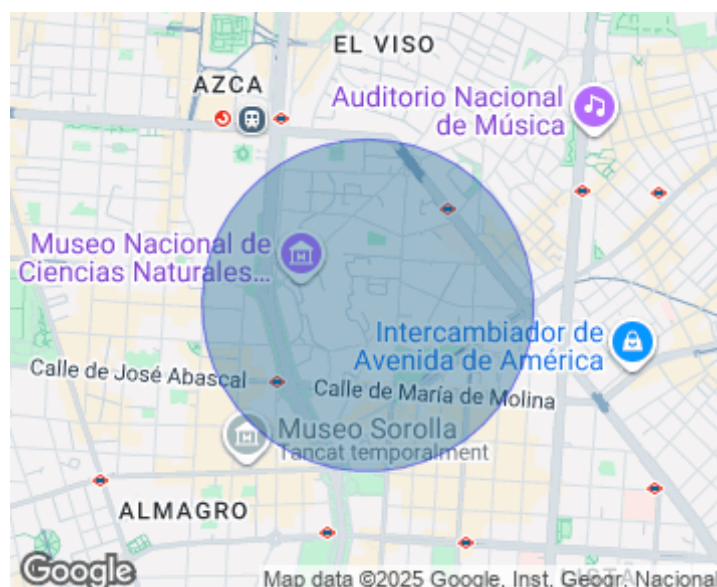 EL VISO
AZCA
Auditorio Nacional
de Música
Museo Nacional de
Ciencias Naturales...
Intercambiador de
Avenida de América
Calle de José Abascal
Calle de María de Molina
Museo Sorolla
Tancat temporalment
ALMAGRO
Google
Map data ©2025 Google, Inst. Geogr. Nacional